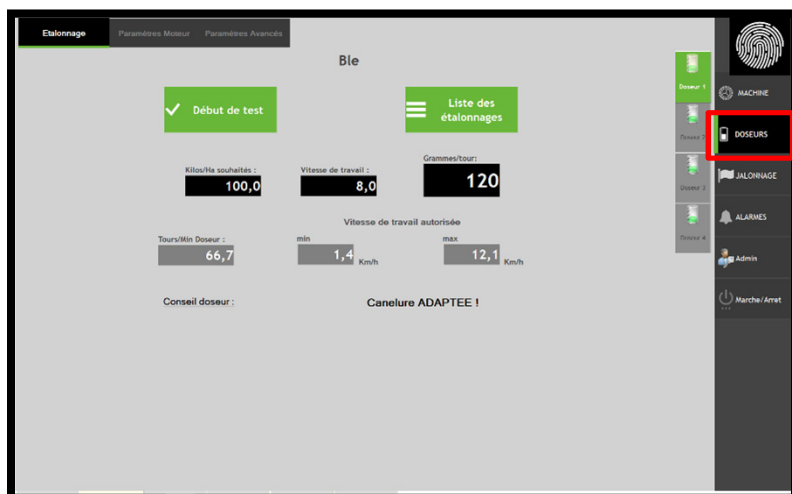 Etalonnage
Paramètres Moteur
Paramètres Avancés
Ble
Début de test
Liste des
étalonnages
Kilos/Ha souhaités :
100,0
Vitesse de travail :
8,0
Grammes/tour:
120
Vitesse de travail autorisée
Tours/Min Doseur :
66,7
min
1,4
Km/h
max
12,1
Km/h
Conseil doseur :
Canelure ADAPTEE !
Doseur 1
Doseur 2
Doseur 3
Doseur 4
MACHINE
DOSEURS
JALONNAGE
ALARMES
Admin
Marche/Arret